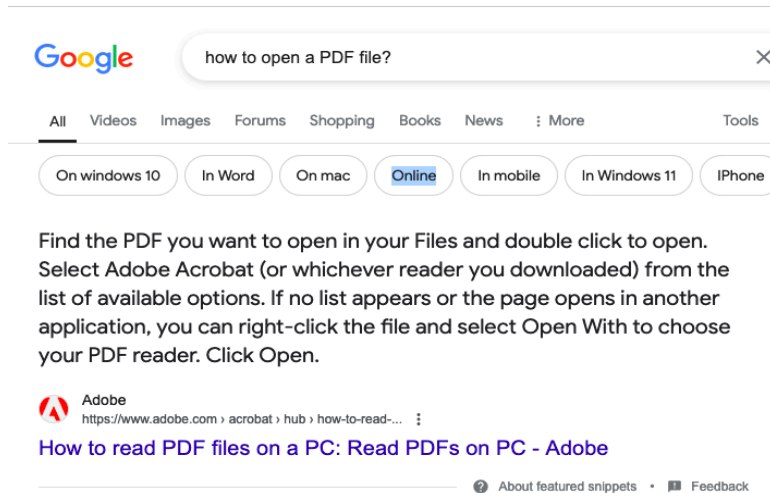 Google how to open a PDF file?
All Videos Images Forums Shopping Books News More Tools
On windows 10 In Word On mac Online In mobile In Windows 11 IPhone
Find the PDF you want to open in your Files and double click to open.
Select Adobe Acrobat (or whichever reader you downloaded) from the
list of available options. If no list appears or the page opens in another
application, you can right-click the file and select Open With to choose
your PDF reader. Click Open.
Adobe
https://www.adobe.com › acrobat › hub › how-to-read-...
How to read PDF files on a PC: Read PDFs on PC - Adobe
About featured snippets • Feedback